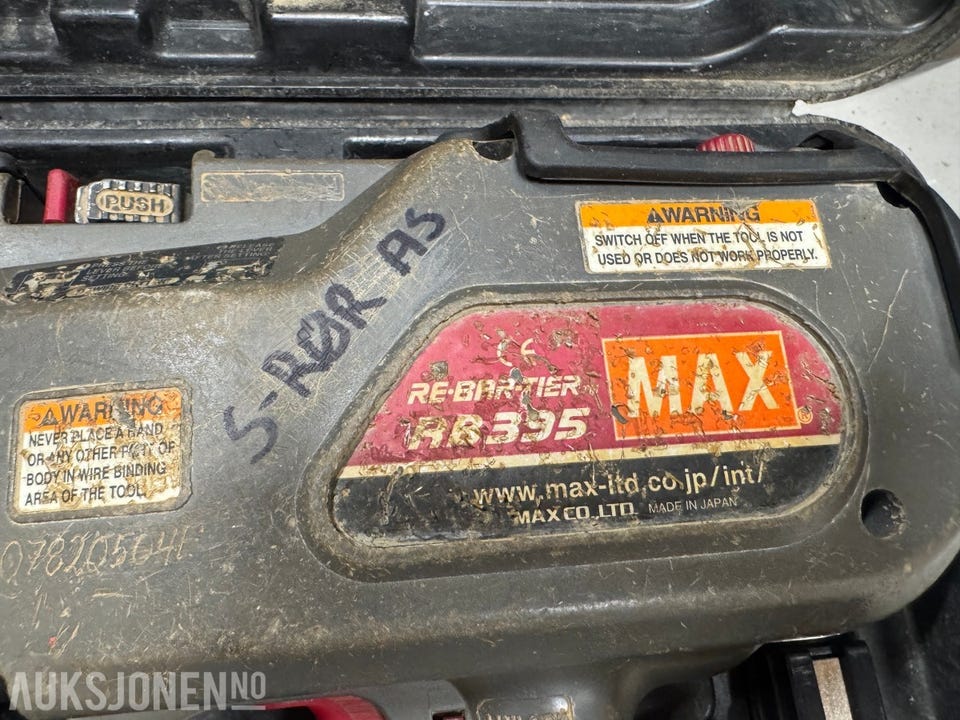 PUSH
S-RØR AS
⚠WARNING
SWITCH OFF WHEN THE TOOL IS NOT
USED OR DOES NOT WORK PROPERLY.
CE
RE-BAR-TIER
RB395
MAX®
www.max-ltd.co.jp/int/
MAX CO., LTD. MADE IN JAPAN
⚠WARNING
NEVER PLACE A HAND
OR ANY OTHER PART OF
BODY IN WIRE BINDING
AREA OF THE TOOL.
AUKSJONEN.NO